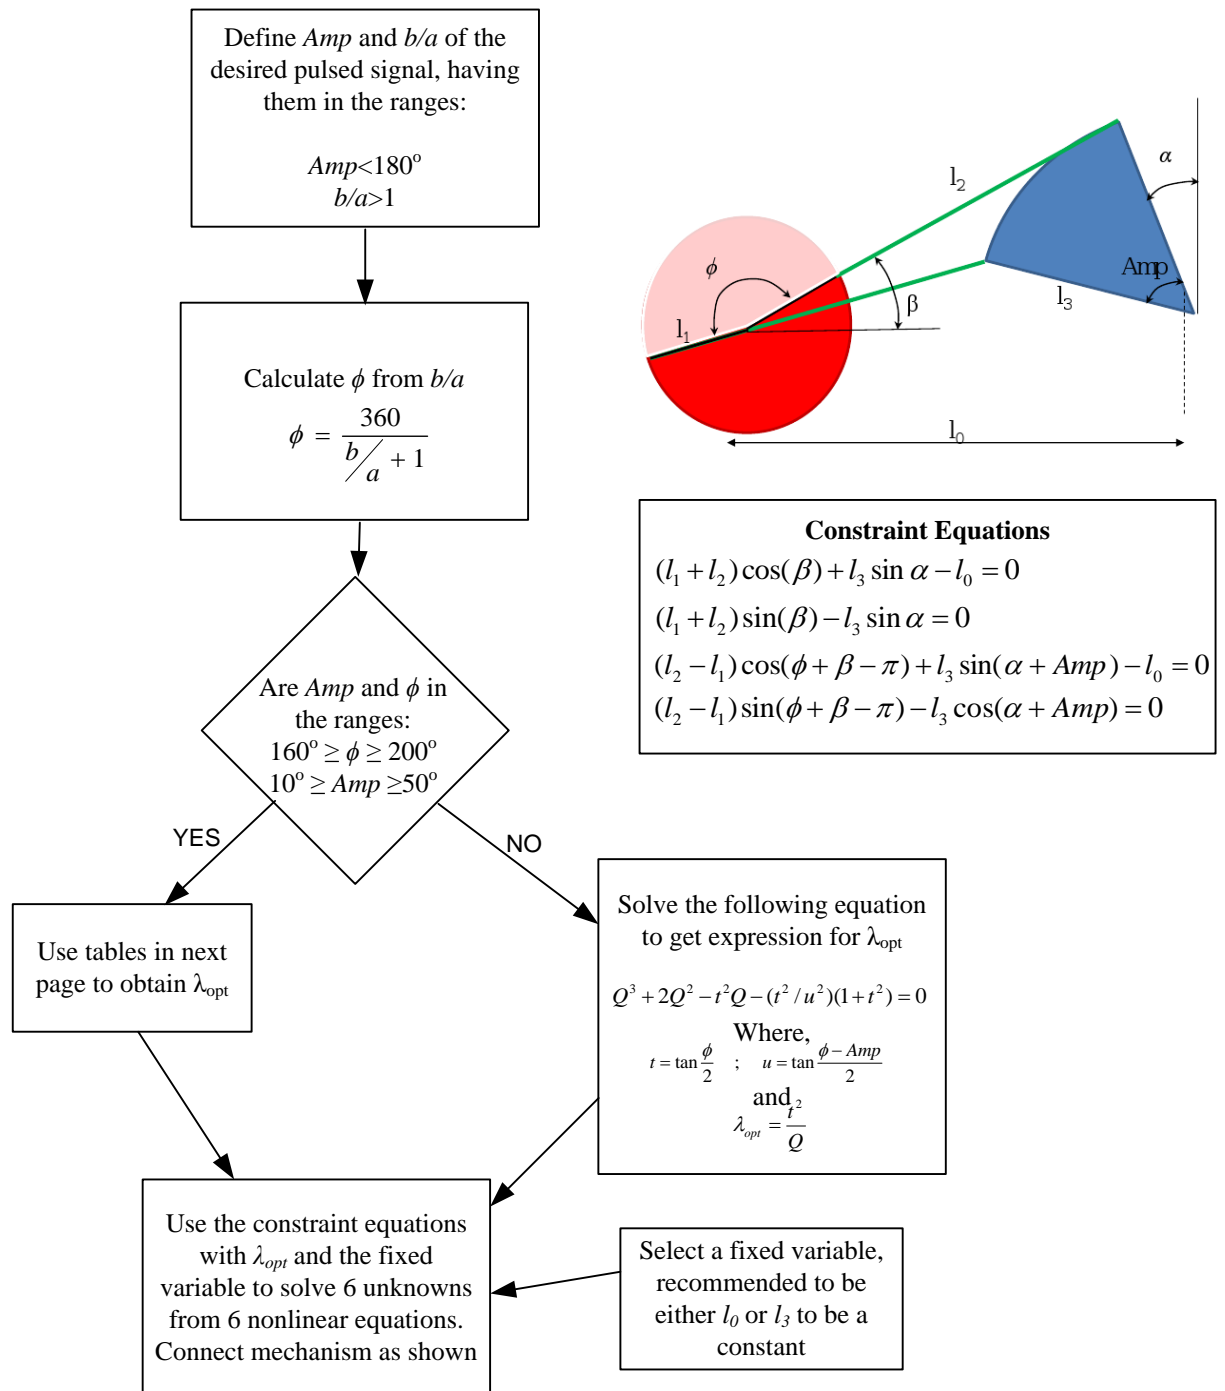 Define Amp and b/a of the
desired pulsed signal, having
them in the ranges:
Amp<180°
b/a>1
Calculate ϕ from b/a
ϕ = 360 / (b/a + 1)
Are Amp and ϕ in
the ranges:
160° ≥ ϕ ≥ 200°
10° ≥ Amp ≥50°
YES
NO
Use tables in next
page to obtain λopt
Solve the following equation
to get expression for λopt
Q³ + 2Q² − t²Q − (t² / u²)(1 + t²) = 0
Where,
t = tan ϕ/2 ; u = tan (ϕ − Amp)/2
and
λopt = t²/Q
Use the constraint equations
with λopt and the fixed
variable to solve 6 unknowns
from 6 nonlinear equations.
Connect mechanism as shown
Select a fixed variable,
recommended to be
either l0 or l3 to be a
constant
α
l2
ϕ
Amp
β
l3
l1
l0
Constraint Equations
(l₁ + l₂) cos(β) + l₃ sin α − l₀ = 0
(l₁ + l₂) sin(β) − l₃ sin α = 0
(l₂ − l₁) cos(ϕ + β − π) + l₃ sin(α + Amp) − l₀ = 0
(l₂ − l₁) sin(ϕ + β − π) − l₃ cos(α + Amp) = 0